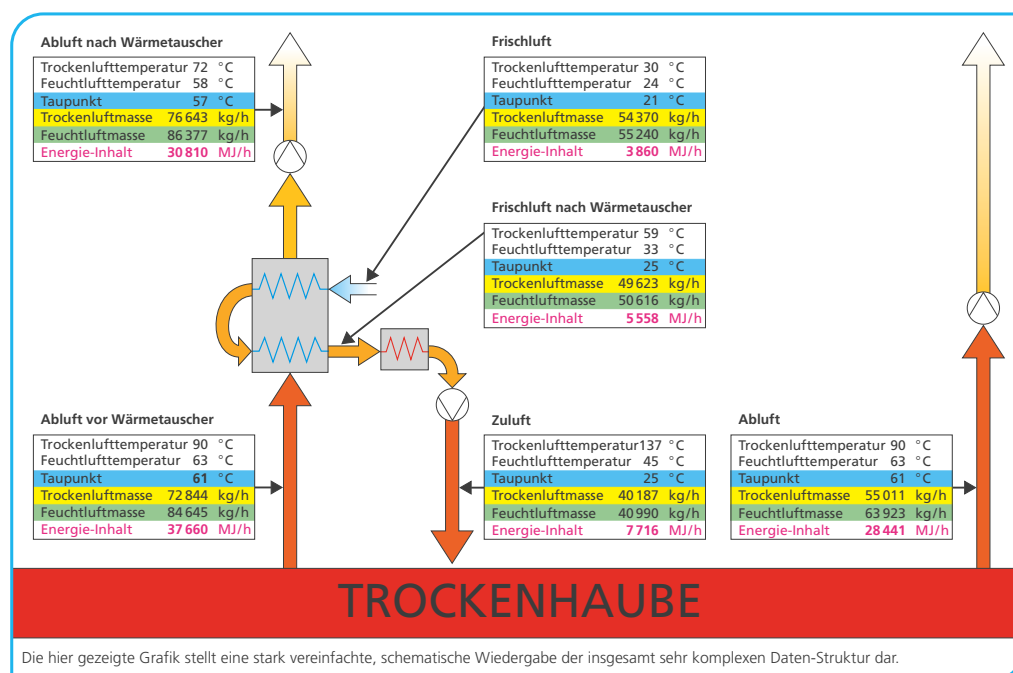 Abluft nach Wärmetauscher
Trockenlufttemperatur 72 °C
Feuchtlufttemperatur 58 °C
Taupunkt 57 °C
Trockenluftmasse 76 643 kg/h
Feuchtluftmasse 86 377 kg/h
Energie-Inhalt 30 810 MJ/h
Frischluft
Trockenlufttemperatur 30 °C
Feuchtlufttemperatur 24 °C
Taupunkt 21 °C
Trockenluftmasse 54 370 kg/h
Feuchtluftmasse 55 240 kg/h
Energie-Inhalt 3 860 MJ/h
Frischluft nach Wärmetauscher
Trockenlufttemperatur 59 °C
Feuchtlufttemperatur 33 °C
Taupunkt 25 °C
Trockenluftmasse 49 623 kg/h
Feuchtluftmasse 50 616 kg/h
Energie-Inhalt 5 558 MJ/h
Abluft vor Wärmetauscher
Trockenlufttemperatur 90 °C
Feuchtlufttemperatur 63 °C
Taupunkt 61 °C
Trockenluftmasse 72 844 kg/h
Feuchtluftmasse 84 645 kg/h
Energie-Inhalt 37 660 MJ/h
Zuluft
Trockenlufttemperatur 137 °C
Feuchtlufttemperatur 45 °C
Taupunkt 25 °C
Trockenluftmasse 40 187 kg/h
Feuchtluftmasse 40 990 kg/h
Energie-Inhalt 7 716 MJ/h
Abluft
Trockenlufttemperatur 90 °C
Feuchtlufttemperatur 63 °C
Taupunkt 61 °C
Trockenluftmasse 55 011 kg/h
Feuchtluftmasse 63 923 kg/h
Energie-Inhalt 28 441 MJ/h
TROCKENHAUBE
Die hier gezeigte Grafik stellt eine stark vereinfachte, schematische Wiedergabe der insgesamt sehr komplexen Daten-Struktur dar.